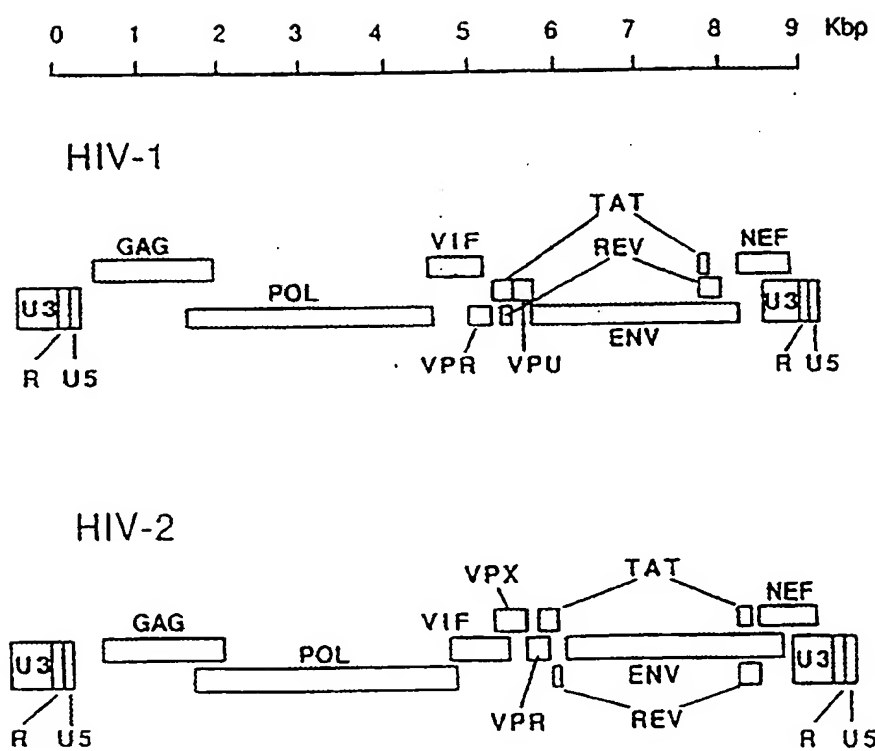 0 1 2 3 4 5 6 7 8 9 Kbp
HIV-1
TAT
GAG VIF REV NEF
U3 POL U3
ENV
R U5 VPR VPU R U5
HIV-2
VPX TAT NEF
GAG VIF
U3 POL ENV U3
R U5 VPR REV R U5